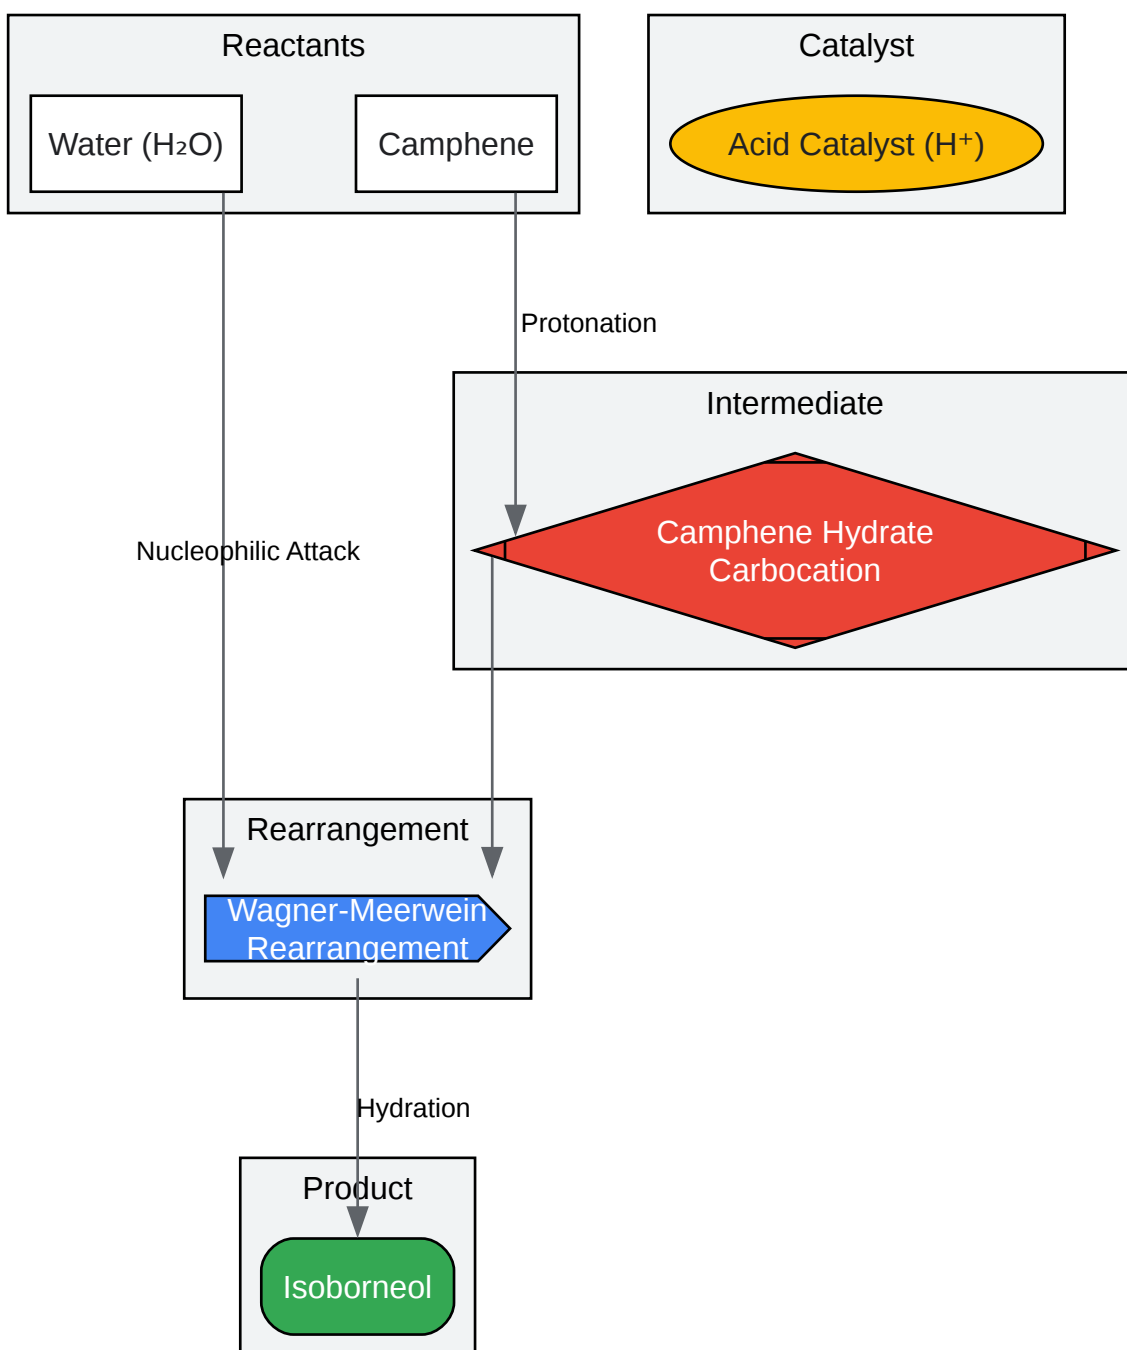 Reactants
Catalyst
Water (H₂O)
Camphene
Acid Catalyst (H⁺)
Protonation
Intermediate
Camphene Hydrate
Carbocation
Nucleophilic Attack
Rearrangement
Wagner-Meerwein
Rearrangement
Hydration
Product
Isoborneol